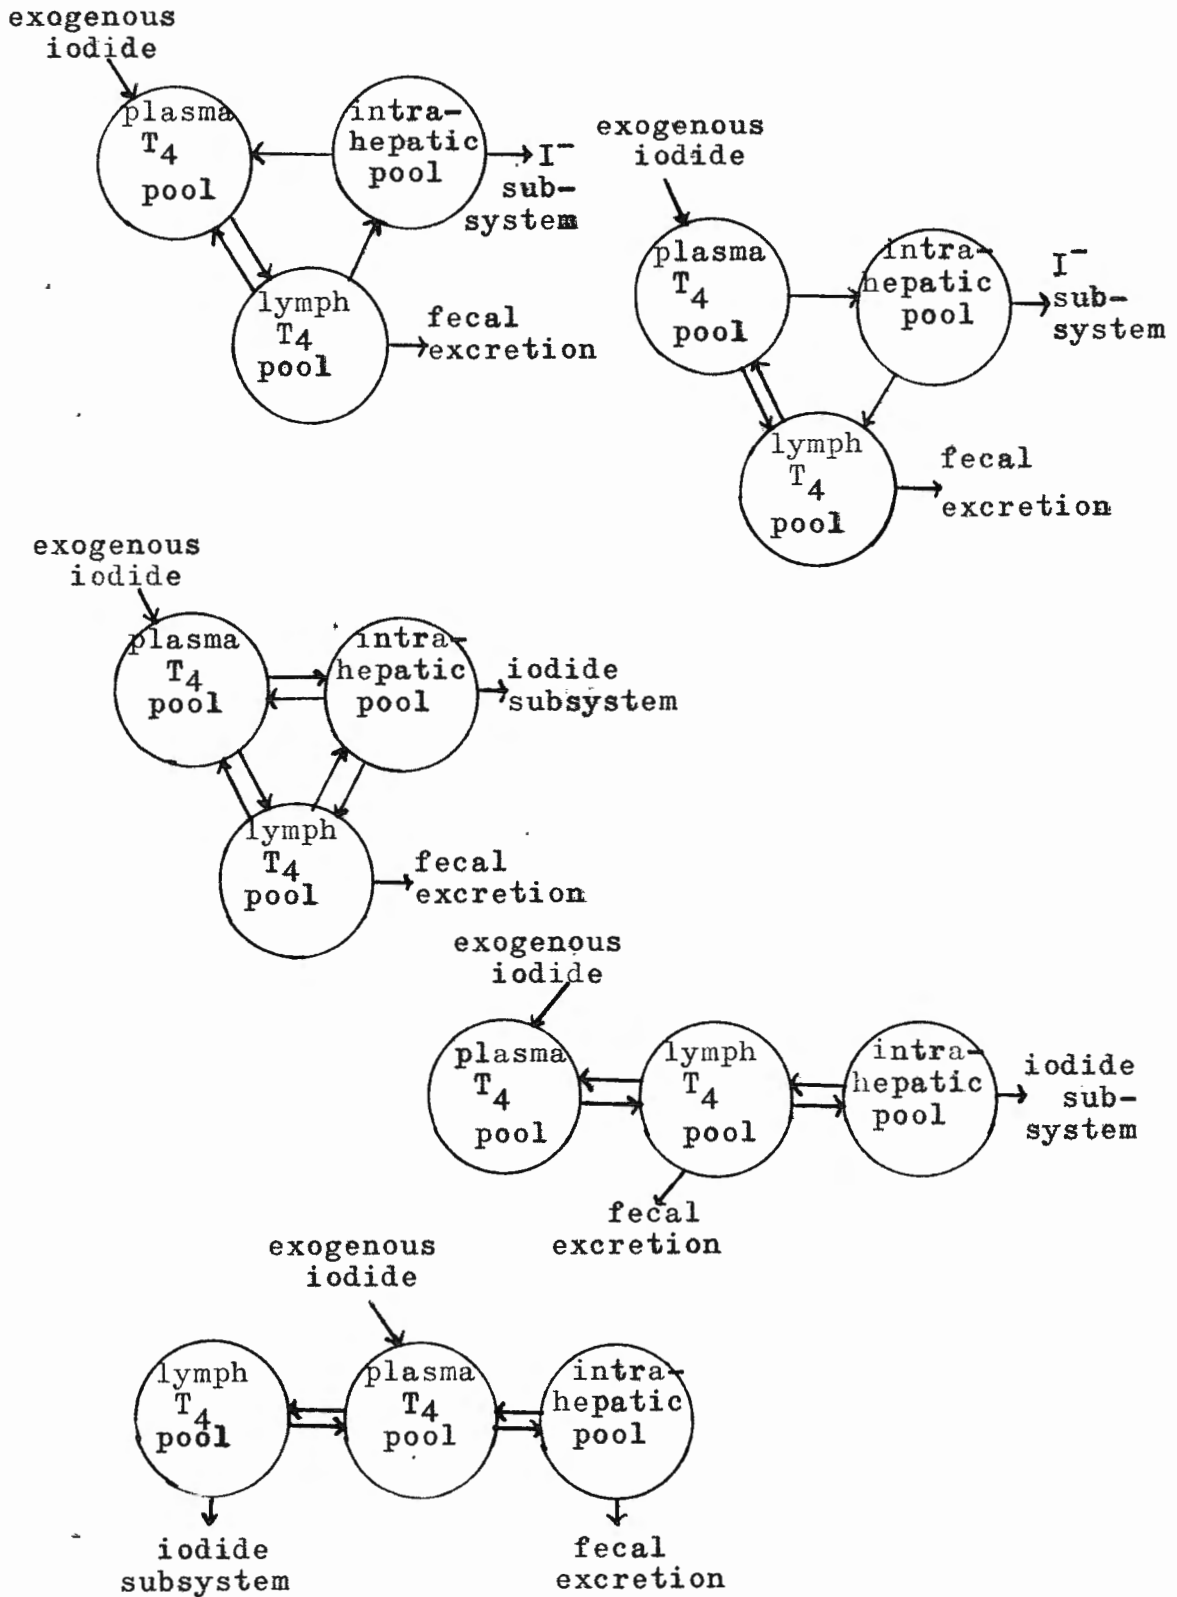 exogenous
iodide
plasma
T4
pool
intra-
hepatic
pool
I-
sub-
system
lymph
T4
pool
fecal
excretion
exogenous
iodide
plasma
T4
pool
intra-
hepatic
pool
I-
sub-
system
lymph
T4
pool
fecal
excretion
exogenous
iodide
plasma
T4
pool
intra-
hepatic
pool
iodide
subsystem
lymph
T4
pool
fecal
excretion
exogenous
iodide
plasma
T4
pool
lymph
T4
pool
intra-
hepatic
pool
iodide
sub-
system
fecal
excretion
exogenous
iodide
lymph
T4
pool
plasma
T4
pool
intra-
hepatic
pool
iodide
subsystem
fecal
excretion